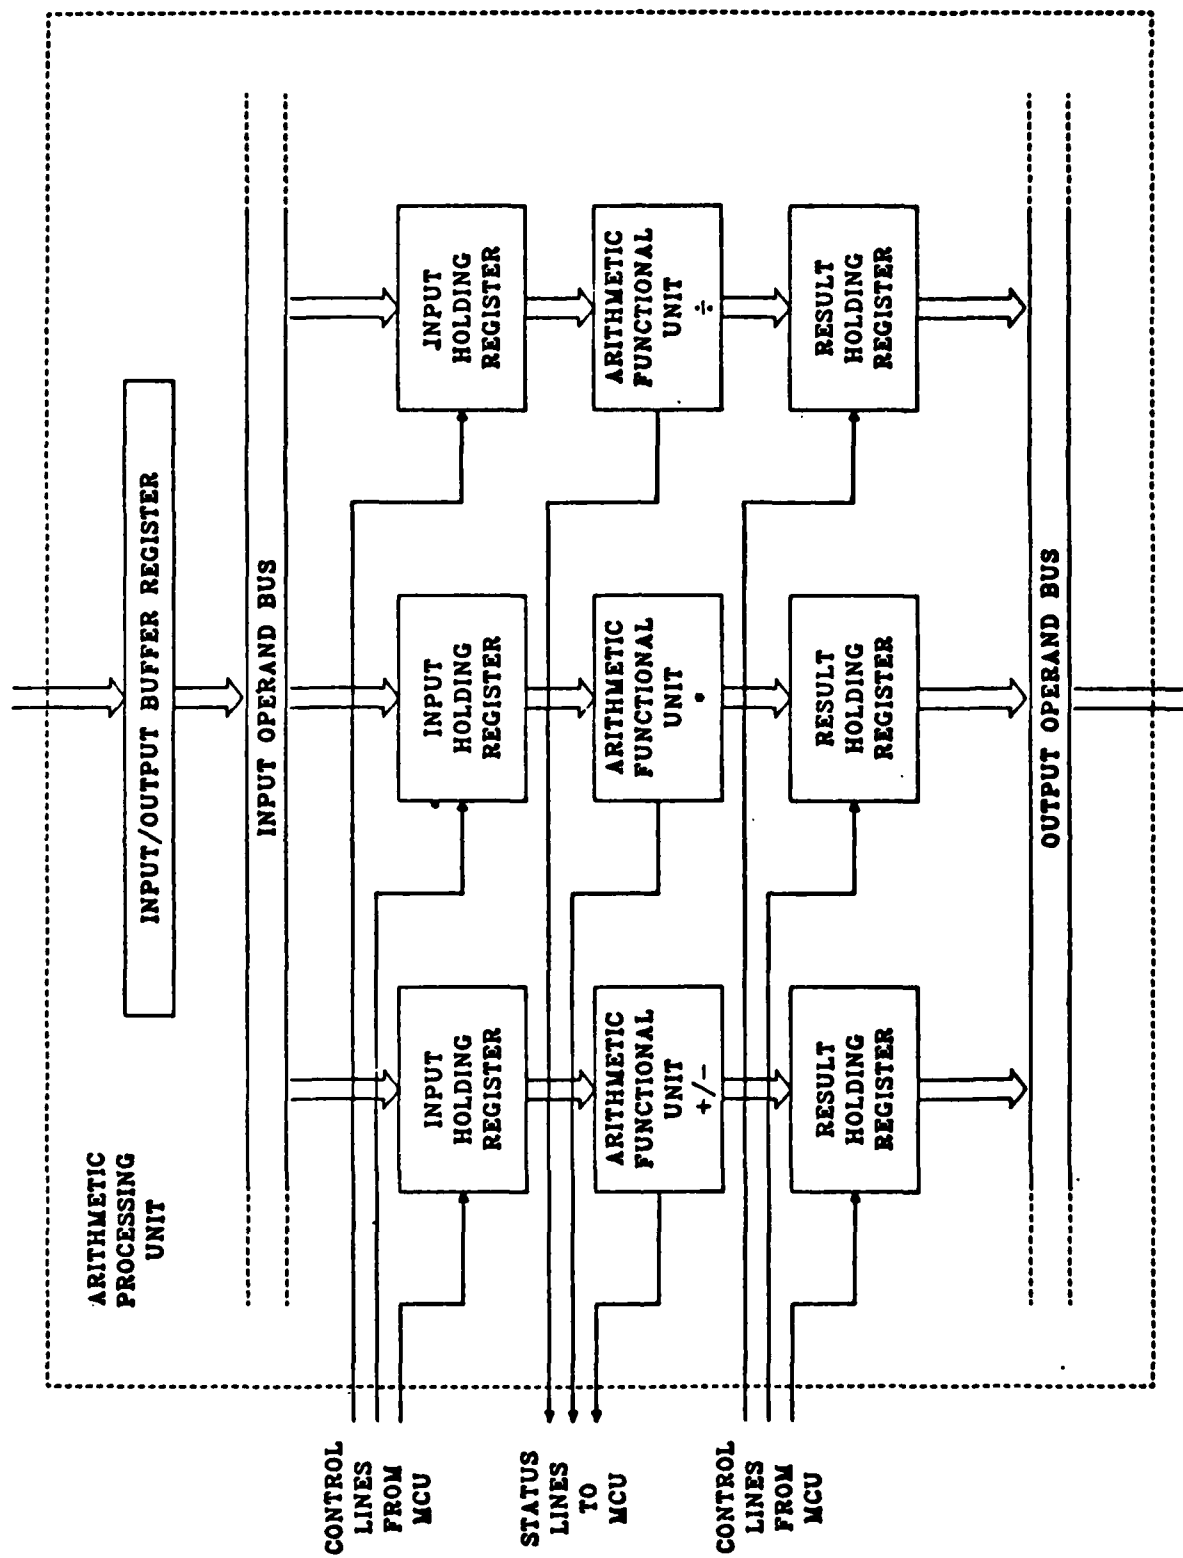 ARITHMETIC
PROCESSING
UNIT
INPUT/OUTPUT BUFFER REGISTER
INPUT OPERAND BUS
CONTROL
LINES
FROM
MCU
INPUT
HOLDING
REGISTER
INPUT
HOLDING
REGISTER
INPUT
HOLDING
REGISTER
STATUS
LINES
TO
MCU
ARITHMETIC
FUNCTIONAL
UNIT
+/-
ARITHMETIC
FUNCTIONAL
UNIT
*
ARITHMETIC
FUNCTIONAL
UNIT
÷
CONTROL
LINES
FROM
MCU
RESULT
HOLDING
REGISTER
RESULT
HOLDING
REGISTER
RESULT
HOLDING
REGISTER
OUTPUT OPERAND BUS